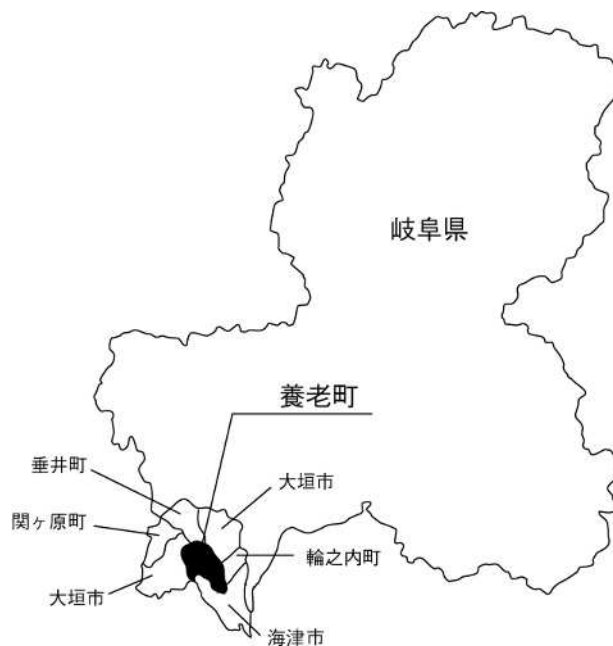 岐阜県
養老町
垂井町
大垣市
関ヶ原町
輪之内町
大垣市
海津市